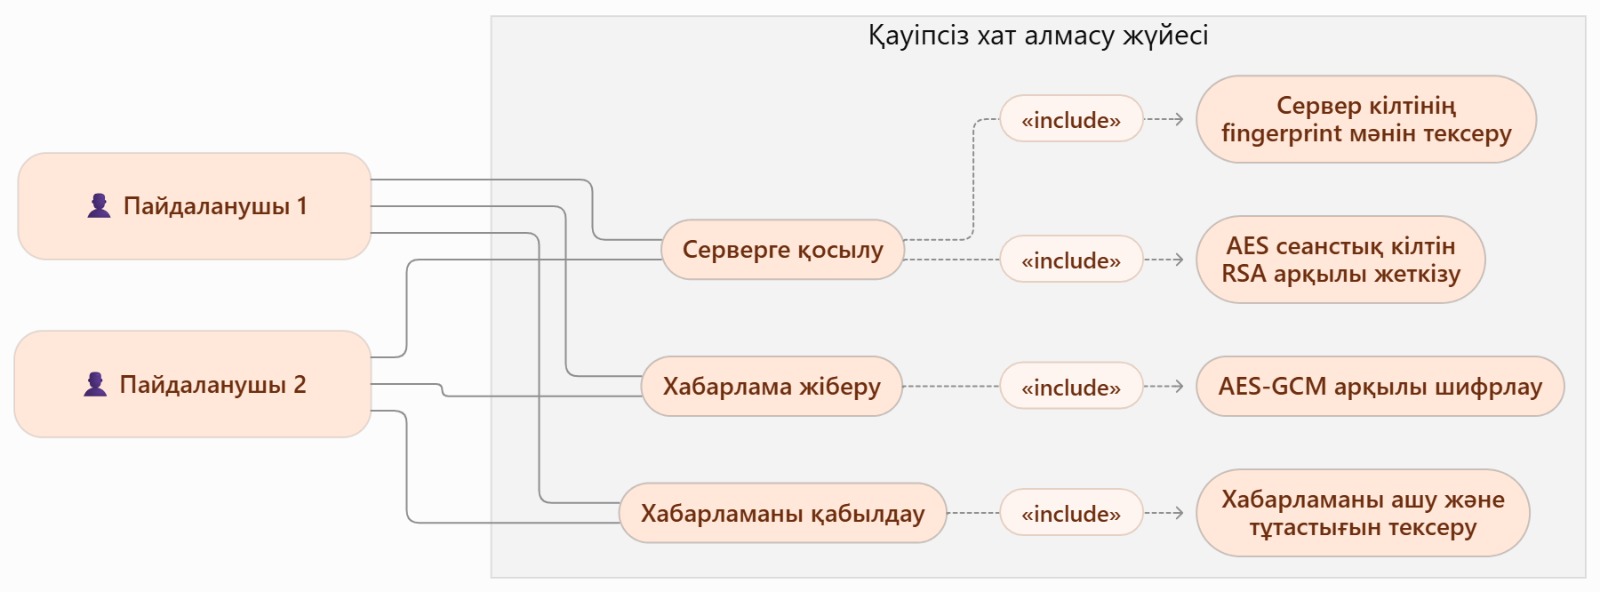 Қауіпсіз хат алмасу жүйесі
Пайдаланушы 1
Пайдаланушы 2
Серверге қосылу
«include»
Сервер кілтінің
fingerprint мәнін тексеру
«include»
AES сеанстық кілтін
RSA арқылы жеткізу
Хабарлама жіберу
«include»
AES-GCM арқылы шифрлау
Хабарламаны қабылдау
«include»
Хабарламаны ашу және
тұтастығын тексеру